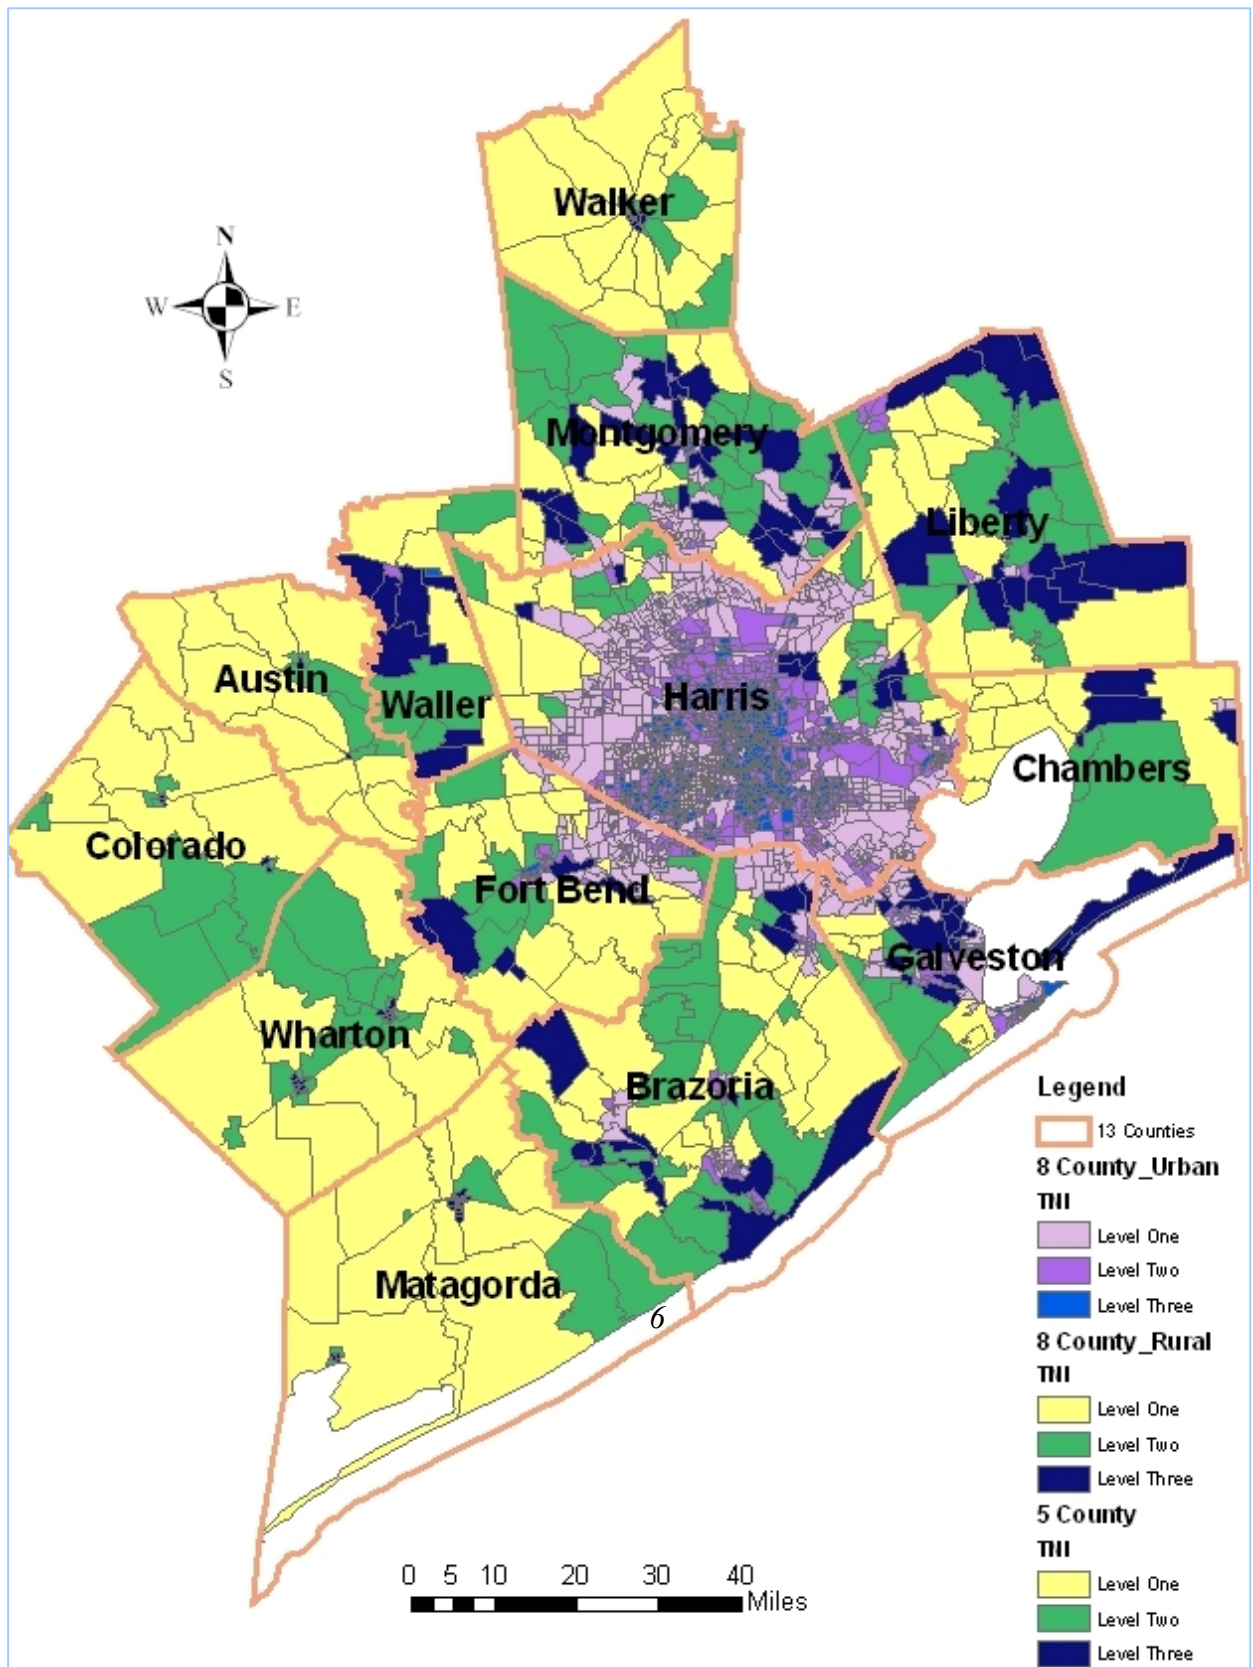 Walker
N
W E
S
Montgomery
Liberty
Austin
Waller
Harris
Chambers
Colorado
Fort Bend
Galveston
Wharton
Brazoria
Matagorda
6
Legend
13 Counties
8 County_Urban
TNI
Level One
Level Two
Level Three
8 County_Rural
TNI
Level One
Level Two
Level Three
5 County
TNI
Level One
Level Two
Level Three
0 5 10 20 30 40
Miles